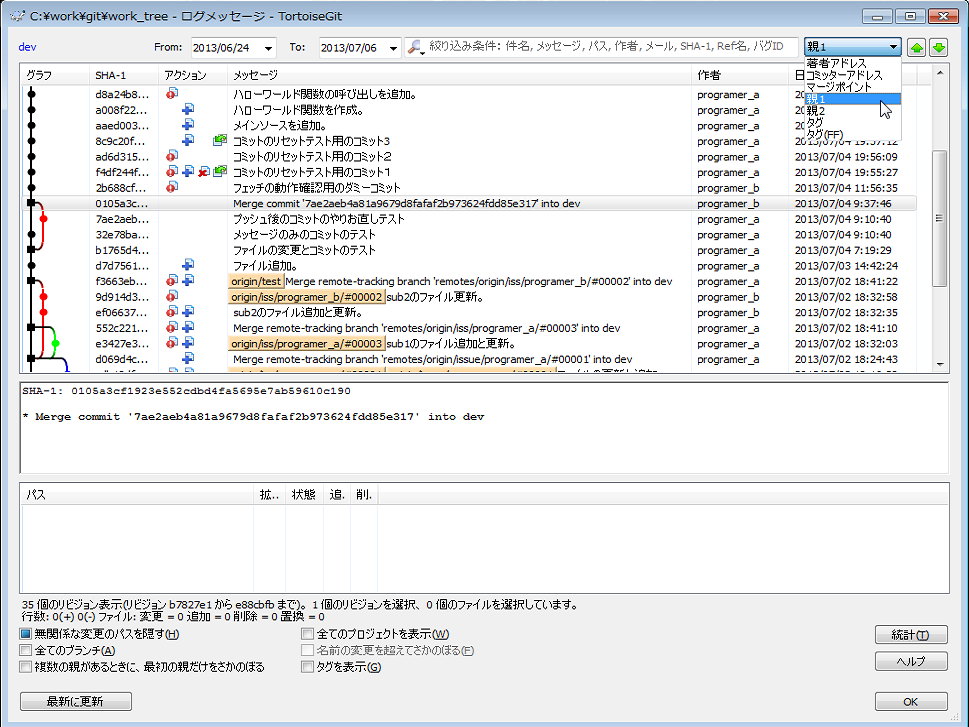 C:¥work¥git¥work_tree - ログメッセージ - TortoiseGit
dev From: 2013/06/24 To: 2013/07/06 絞り込み条件: 件名, メッセージ, パス, 作者, メール, SHA-1, Ref名, バグID 親1
著者アドレス
コミッターアドレス
マージポイント
親1
親2
タグ
タグ(FF)
グラフ SHA-1 アクション メッセージ 作者
d8a24b8... ハローワールド関数の呼び出しを追加。 programer_a
a008f22... ハローワールド関数を作成。 programer_a
aaed003... メインソースを追加。 programer_a
8c9c20f... コミットのリセットテスト用のコミット3 programer_a
ad6d315... コミットのリセットテスト用のコミット2 programer_a 2013/07/04 19:56:09
f4df244f... コミットのリセットテスト用のコミット1 programer_a 2013/07/04 19:55:27
2b688cf... フェッチの動作確認用のダミーコミット programer_b 2013/07/04 11:56:35
0105a3c... Merge commit '7ae2aeb4a81a9679d8fafaf2b973624fdd85e317' into dev programer_b 2013/07/04 9:37:46
7ae2aeb... プッシュ後のコミットのやりお直しテスト programer_a 2013/07/04 9:10:40
32e78ba... メッセージのみのコミットのテスト programer_a 2013/07/04 9:10:40
b1765d4... ファイルの変更とコミットのテスト programer_a 2013/07/04 7:19:29
d7d7561... ファイル追加。 programer_a 2013/07/03 14:42:24
f3663eb... origin/test Merge remote-tracking branch 'remotes/origin/iss/programer_b/#00002' into dev programer_a 2013/07/02 18:41:22
9d914d3... origin/iss/programer_b/#00002 sub2のファイル更新。 programer_b 2013/07/02 18:32:58
ef06637... sub2のファイル追加と更新。 programer_b 2013/07/02 18:32:35
552c221... Merge remote-tracking branch 'remotes/origin/iss/programer_a/#00003' into dev programer_a 2013/07/02 18:41:10
e3427e3... origin/iss/programer_a/#00003 sub1のファイル追加と更新。 programer_a 2013/07/02 18:32:03
d069d4c... Merge remote-tracking branch 'remotes/origin/issue/programer_a/#00001' into dev programer_a 2013/07/02 18:24:43
SHA-1: 0105a3cf1923e552cdbd4fa5695e7ab59610c190
* Merge commit '7ae2aeb4a81a9679d8fafaf2b973624fdd85e317' into dev
パス 拡.. 状態 追. 削.
35 個のリビジョン表示(リビジョン b7827e1 から e88cbfb まで)。1 個のリビジョンを選択、0 個のファイルを選択しています。
行数: 0(+) 0(-) ファイル: 変更 = 0 追加 = 0 削除 = 0 置換 = 0
無関係な変更のパスを隠す(H) 全てのプロジェクトを表示(W) 統計(T)
全てのブランチ(A) 名前の変更を超えてさかのぼる(F)
複数の親があるときに、最初の親だけをさかのぼる タグを表示(G) ヘルプ
最新に更新 OK